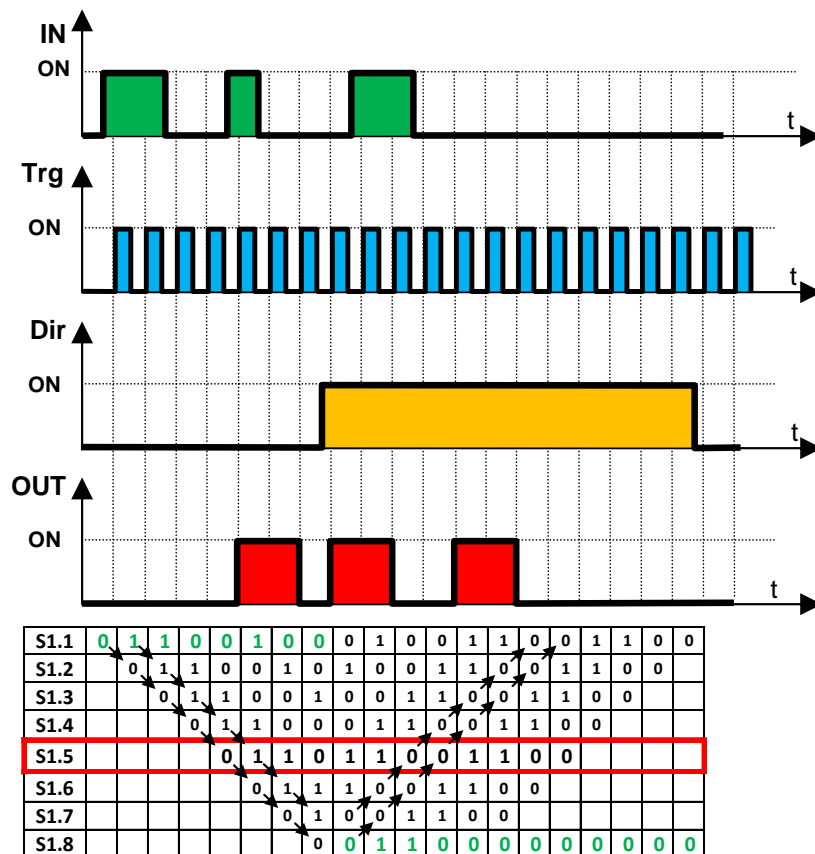 IN
ON
t
Trg
ON
t
Dir
ON
t
OUT
ON
t
S1.1 0 1 1 0 0 1 0 0 0 1 0 0 1 1 0 0 1 1 0 0
S1.2 0 1 1 0 0 1 0 1 0 0 1 1 0 0 1 1 0 0
S1.3 0 1 1 0 0 1 0 0 1 1 0 0 1 1 0 0
S1.4 0 1 1 0 0 0 1 1 0 0 1 1 0 0
S1.5 0 1 1 0 1 1 0 0 1 1 0 0
S1.6 0 1 1 1 0 0 1 1 0 0
S1.7 0 1 0 0 1 1 0 0
S1.8 0 0 1 1 0 0 0 0 0 0 0 0 0